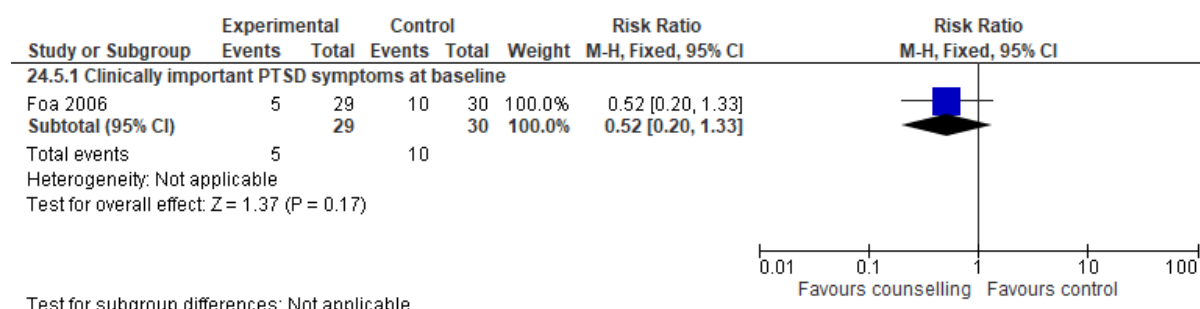 Experimental Control Risk Ratio Risk Ratio
Study or Subgroup Events Total Events Total Weight M-H, Fixed, 95% CI M-H, Fixed, 95% CI
24.5.1 Clinically important PTSD symptoms at baseline
Foa 2006 5 29 10 30 100.0% 0.52 [0.20, 1.33]
Subtotal (95% CI) 29 30 100.0% 0.52 [0.20, 1.33]
Total events 5 10
Heterogeneity: Not applicable
Test for overall effect: Z = 1.37 (P = 0.17)
0.01 0.1 1 10 100
Favours counselling Favours control
Test for subgroup differences: Not applicable